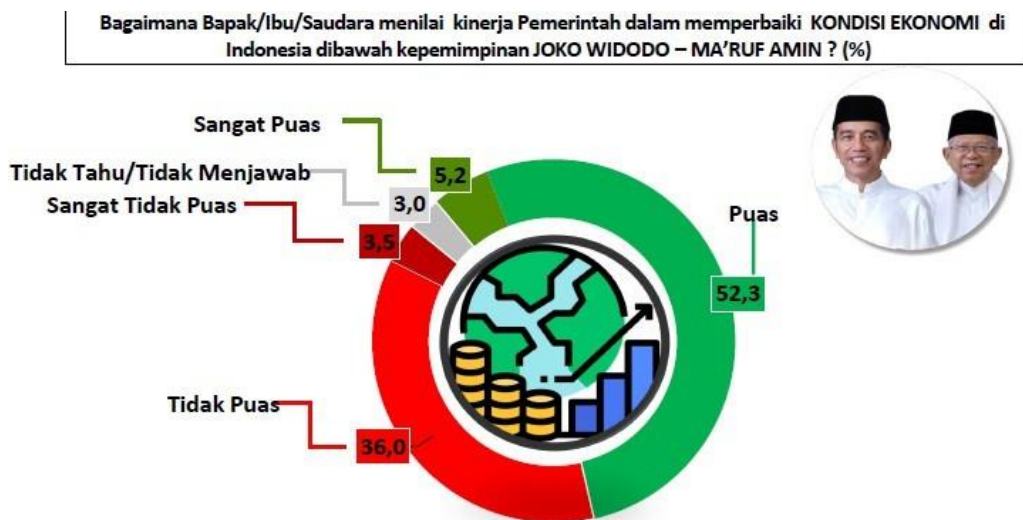 Bagaimana Bapak/Ibu/Saudara menilai kinerja Pemerintah dalam memperbaiki KONDISI EKONOMI di
Indonesia dibawah kepemimpinan JOKO WIDODO – MA'RUF AMIN ? (%)
Sangat Puas
5,2
Tidak Tahu/Tidak Menjawab
3,0
Sangat Tidak Puas
3,5
Puas
52,3
Tidak Puas
36,0